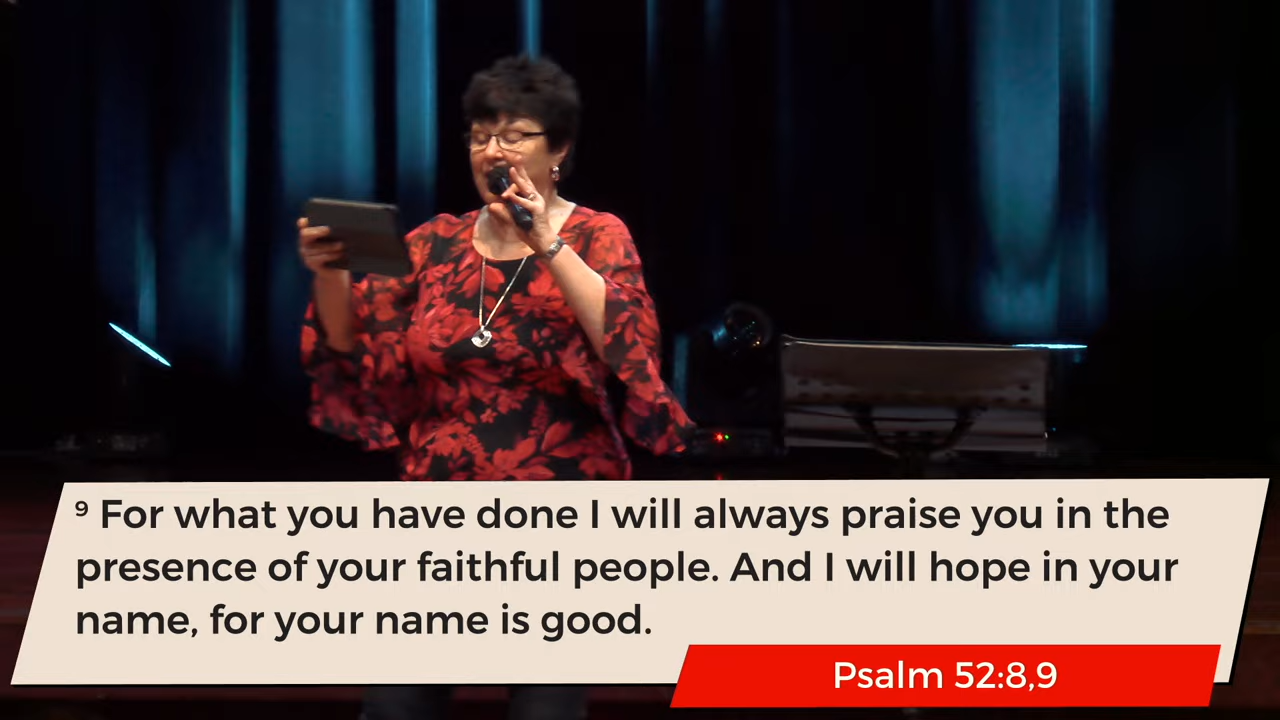 ⁹ For what you have done I will always praise you in the
presence of your faithful people. And I will hope in your
name, for your name is good.
Psalm 52:8,9